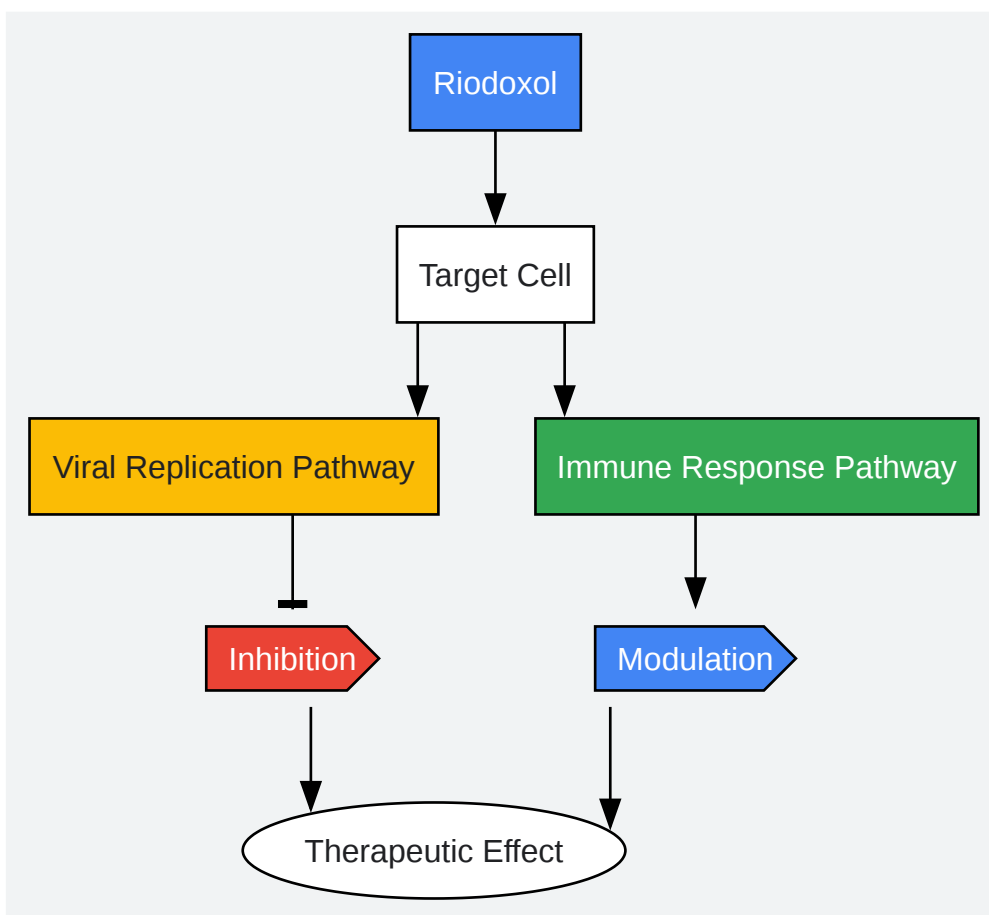 Riodoxol
Target Cell
Viral Replication Pathway
Immune Response Pathway
Inhibition
Modulation
Therapeutic Effect